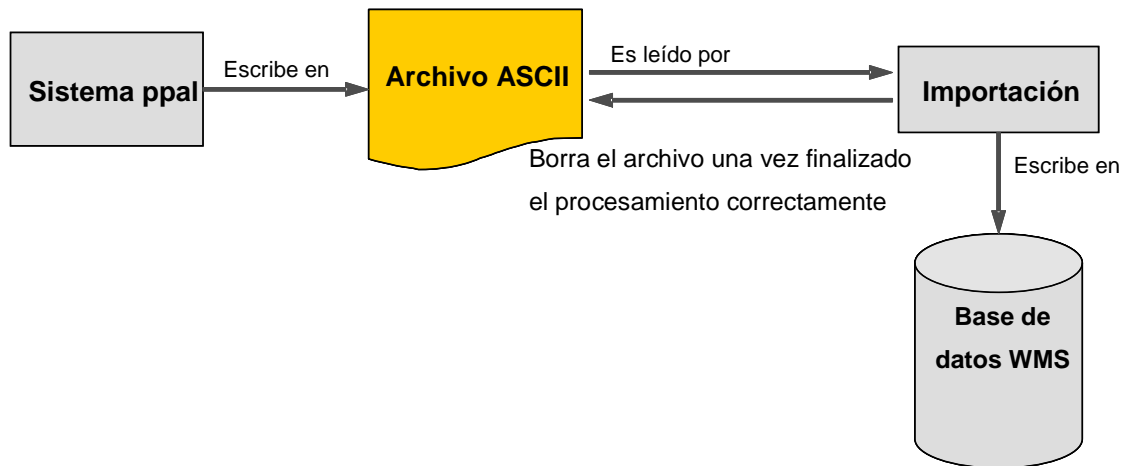 Sistema ppal
Escribe en
Archivo ASCII
Es leído por
Importación
Borra el archivo una vez finalizado
el procesamiento correctamente
Escribe en
Base de
datos WMS